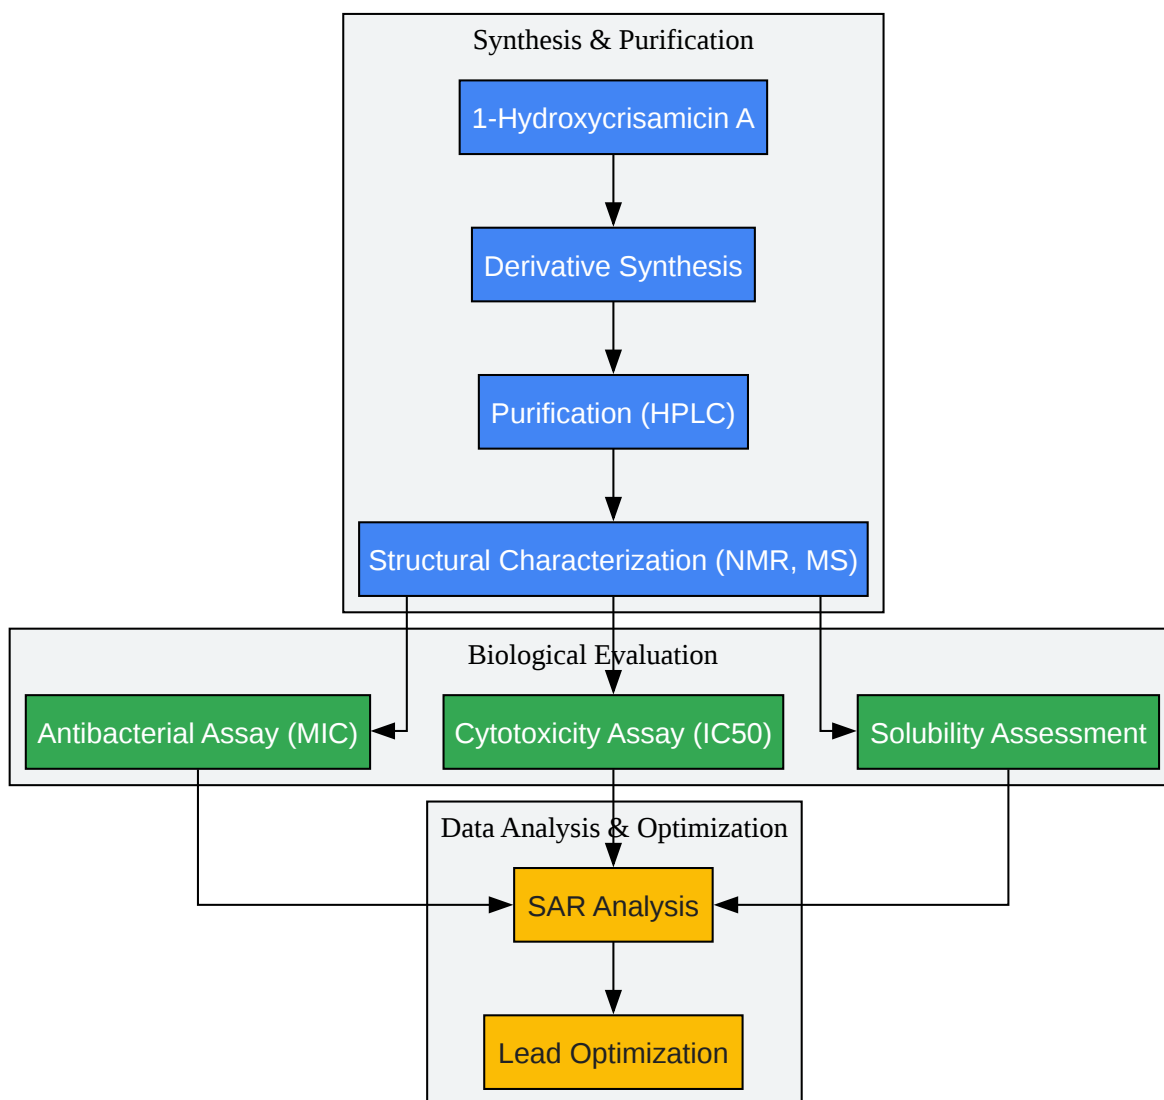 Synthesis & Purification
1-Hydroxycrisamicin A
Derivative Synthesis
Purification (HPLC)
Structural Characterization (NMR, MS)
Biological Evaluation
Antibacterial Assay (MIC)
Cytotoxicity Assay (IC50)
Solubility Assessment
Data Analysis & Optimization
SAR Analysis
Lead Optimization